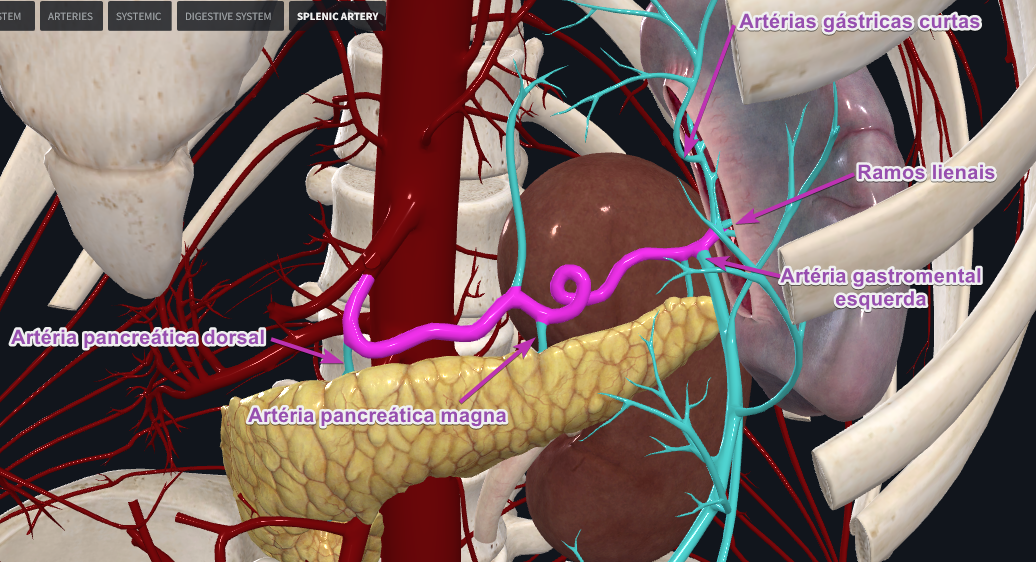 STEM ARTERIES SYSTEMIC DIGESTIVE SYSTEM SPLENIC ARTERY
Artérias gástricas curtas
Ramos lienais
Artéria gastromental
esquerda
Artéria pancreática dorsal
Artéria pancreática magna